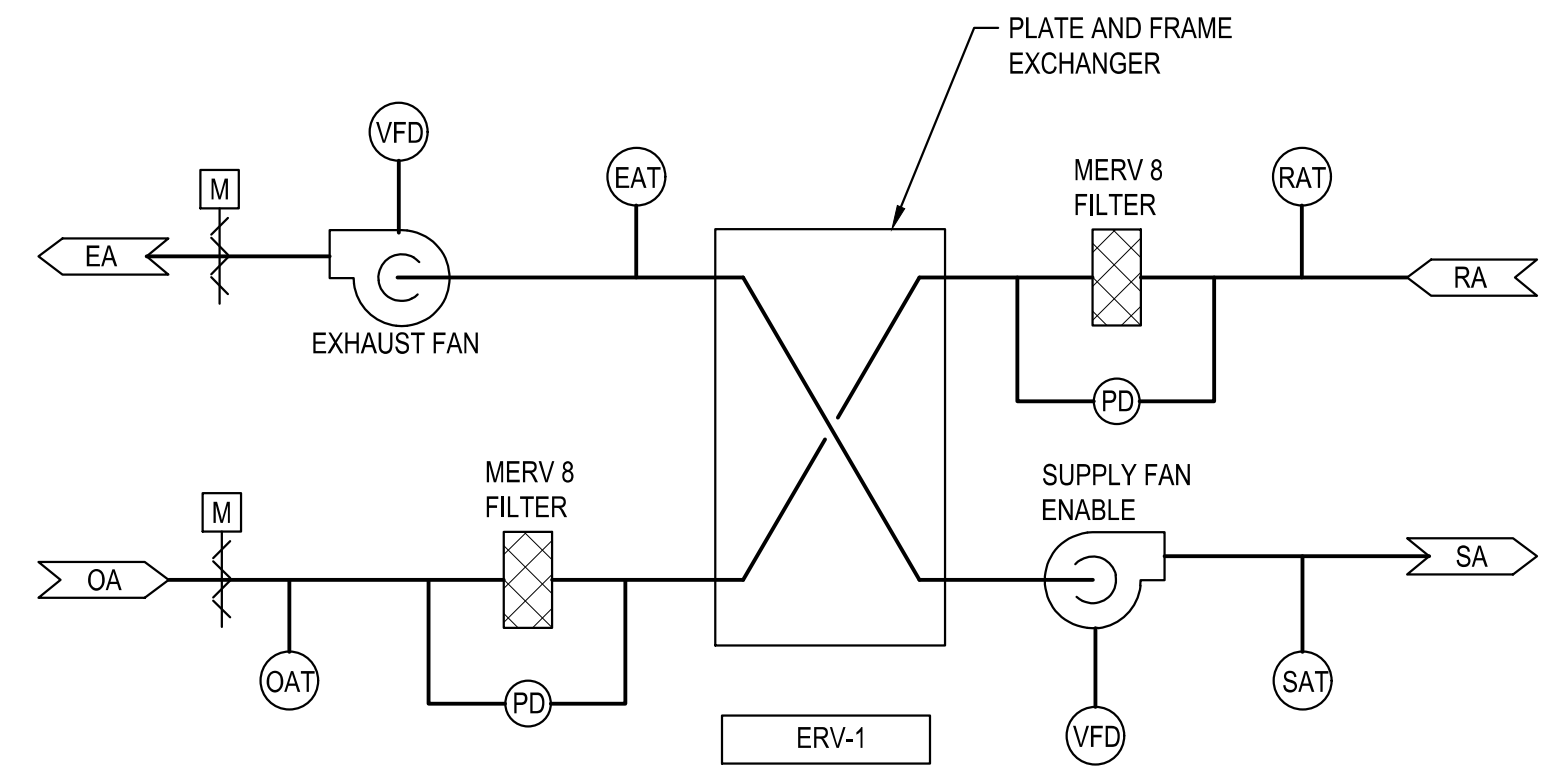 PLATE AND FRAME
EXCHANGER
VFD
M
EAT
MERV 8
FILTER
RAT
EA
RA
EXHAUST FAN
PD
MERV 8
FILTER
SUPPLY FAN
ENABLE
M
OA
SA
OAT
PD
SAT
ERV-1
VFD